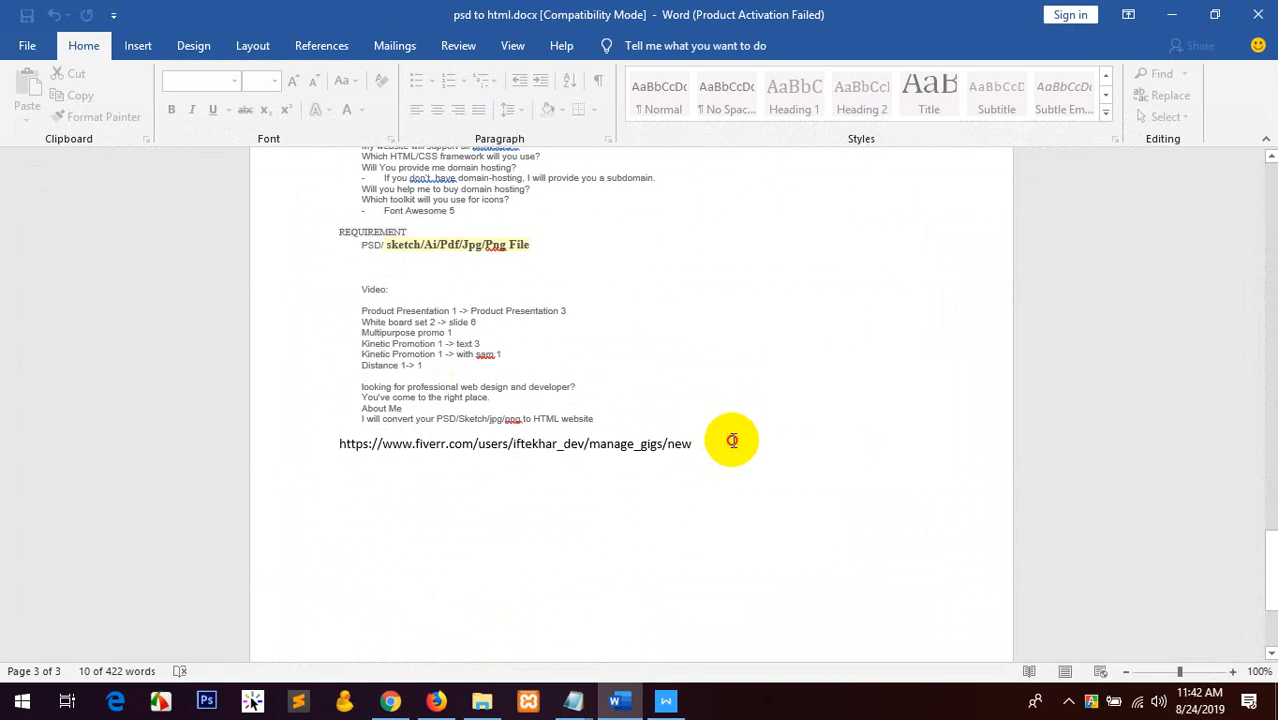 psd to html.docx [Compatibility Mode] - Word (Product Activation Failed)
Sign in
File Home Insert Design Layout References Mailings Review View Help Tell me what you want to do Share
Paste Cut Copy Format Painter
Clipboard Font Paragraph Styles Editing
AaBbCcDc ¶ Normal
AaBbCcDc ¶ No Spac...
AaBbC Heading 1
AaBbCcl Heading 2
AaB Title
AaBbCcD Subtitle
AaBbCcDc Subtle Em...
Find
Replace
Select
My website will support all
Which HTML/CSS framework will you use?
Will You provide me domain hosting?
- If you don't, have domain-hosting, I will provide you a subdomain.
Will you help me to buy domain hosting?
Which toolkit will you use for icons?
- Font Awesome 5
REQUIREMENT
PSD/ sketch/Ai/Pdf/Jpg/Png File
Video:
Product Presentation 1 -> Product Presentation 3
White board set 2 -> slide 6
Multipurpose promo 1
Kinetic Promotion 1 -> text 3
Kinetic Promotion 1 -> with sam 1
Distance 1-> 1
looking for professional web design and developer?
You've come to the right place.
About Me
I will convert your PSD/Sketch/jpg/png to HTML website
https://www.fiverr.com/users/iftekhar_dev/manage_gigs/new
Page 3 of 3 10 of 422 words 100%
11:42 AM
8/24/2019